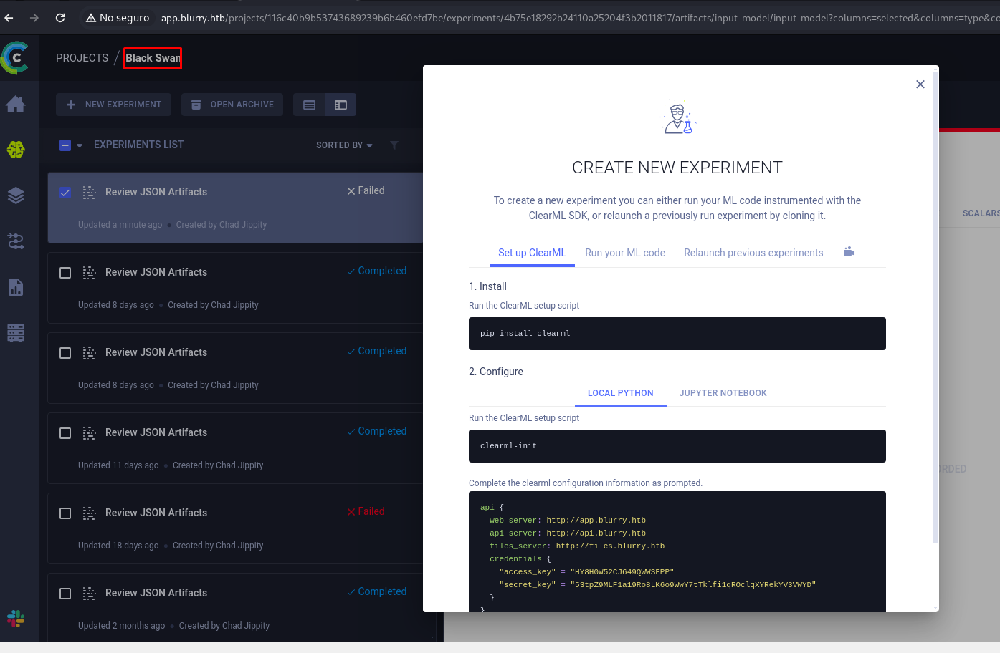 No seguro app.blurry.htb/projects/116c40b9b53743689239b6b460efd7be/experiments/4b75e18292b24110a25204f3b2011817/artifacts/input-model/input-model?columns=selected&columns=type&co
PROJECTS / Black Swan
NEW EXPERIMENT OPEN ARCHIVE
EXPERIMENTS LIST SORTED BY
Review JSON Artifacts Failed
Updated a minute ago Created by Chad Jippity
Review JSON Artifacts Completed
Updated 8 days ago Created by Chad Jippity
Review JSON Artifacts Completed
Updated 8 days ago Created by Chad Jippity
Review JSON Artifacts Completed
Updated 11 days ago Created by Chad Jippity
Review JSON Artifacts Failed
Updated 18 days ago Created by Chad Jippity
Review JSON Artifacts Completed
Updated 2 months ago Created by Chad Jippity
CREATE NEW EXPERIMENT
To create a new experiment you can either run your ML code instrumented with the
ClearML SDK, or relaunch a previously run experiment by cloning it.
Set up ClearML Run your ML code Relaunch previous experiments
1. Install
Run the ClearML setup script
pip install clearml
2. Configure
LOCAL PYTHON JUPYTER NOTEBOOK
Run the ClearML setup script
clearml-init
Complete the clearml configuration information as prompted.
api {
web_server: http://app.blurry.htb
api_server: http://api.blurry.htb
files_server: http://files.blurry.htb
credentials {
"access_key" = "HY8H0W52CJ649QWWSFPP"
"secret_key" = "53tpZ9MLF1a19Ro8LK6o9WwY7tTklfi1qROclqXYRekYV3VWYD"
}
}
SCALARS
ORDED